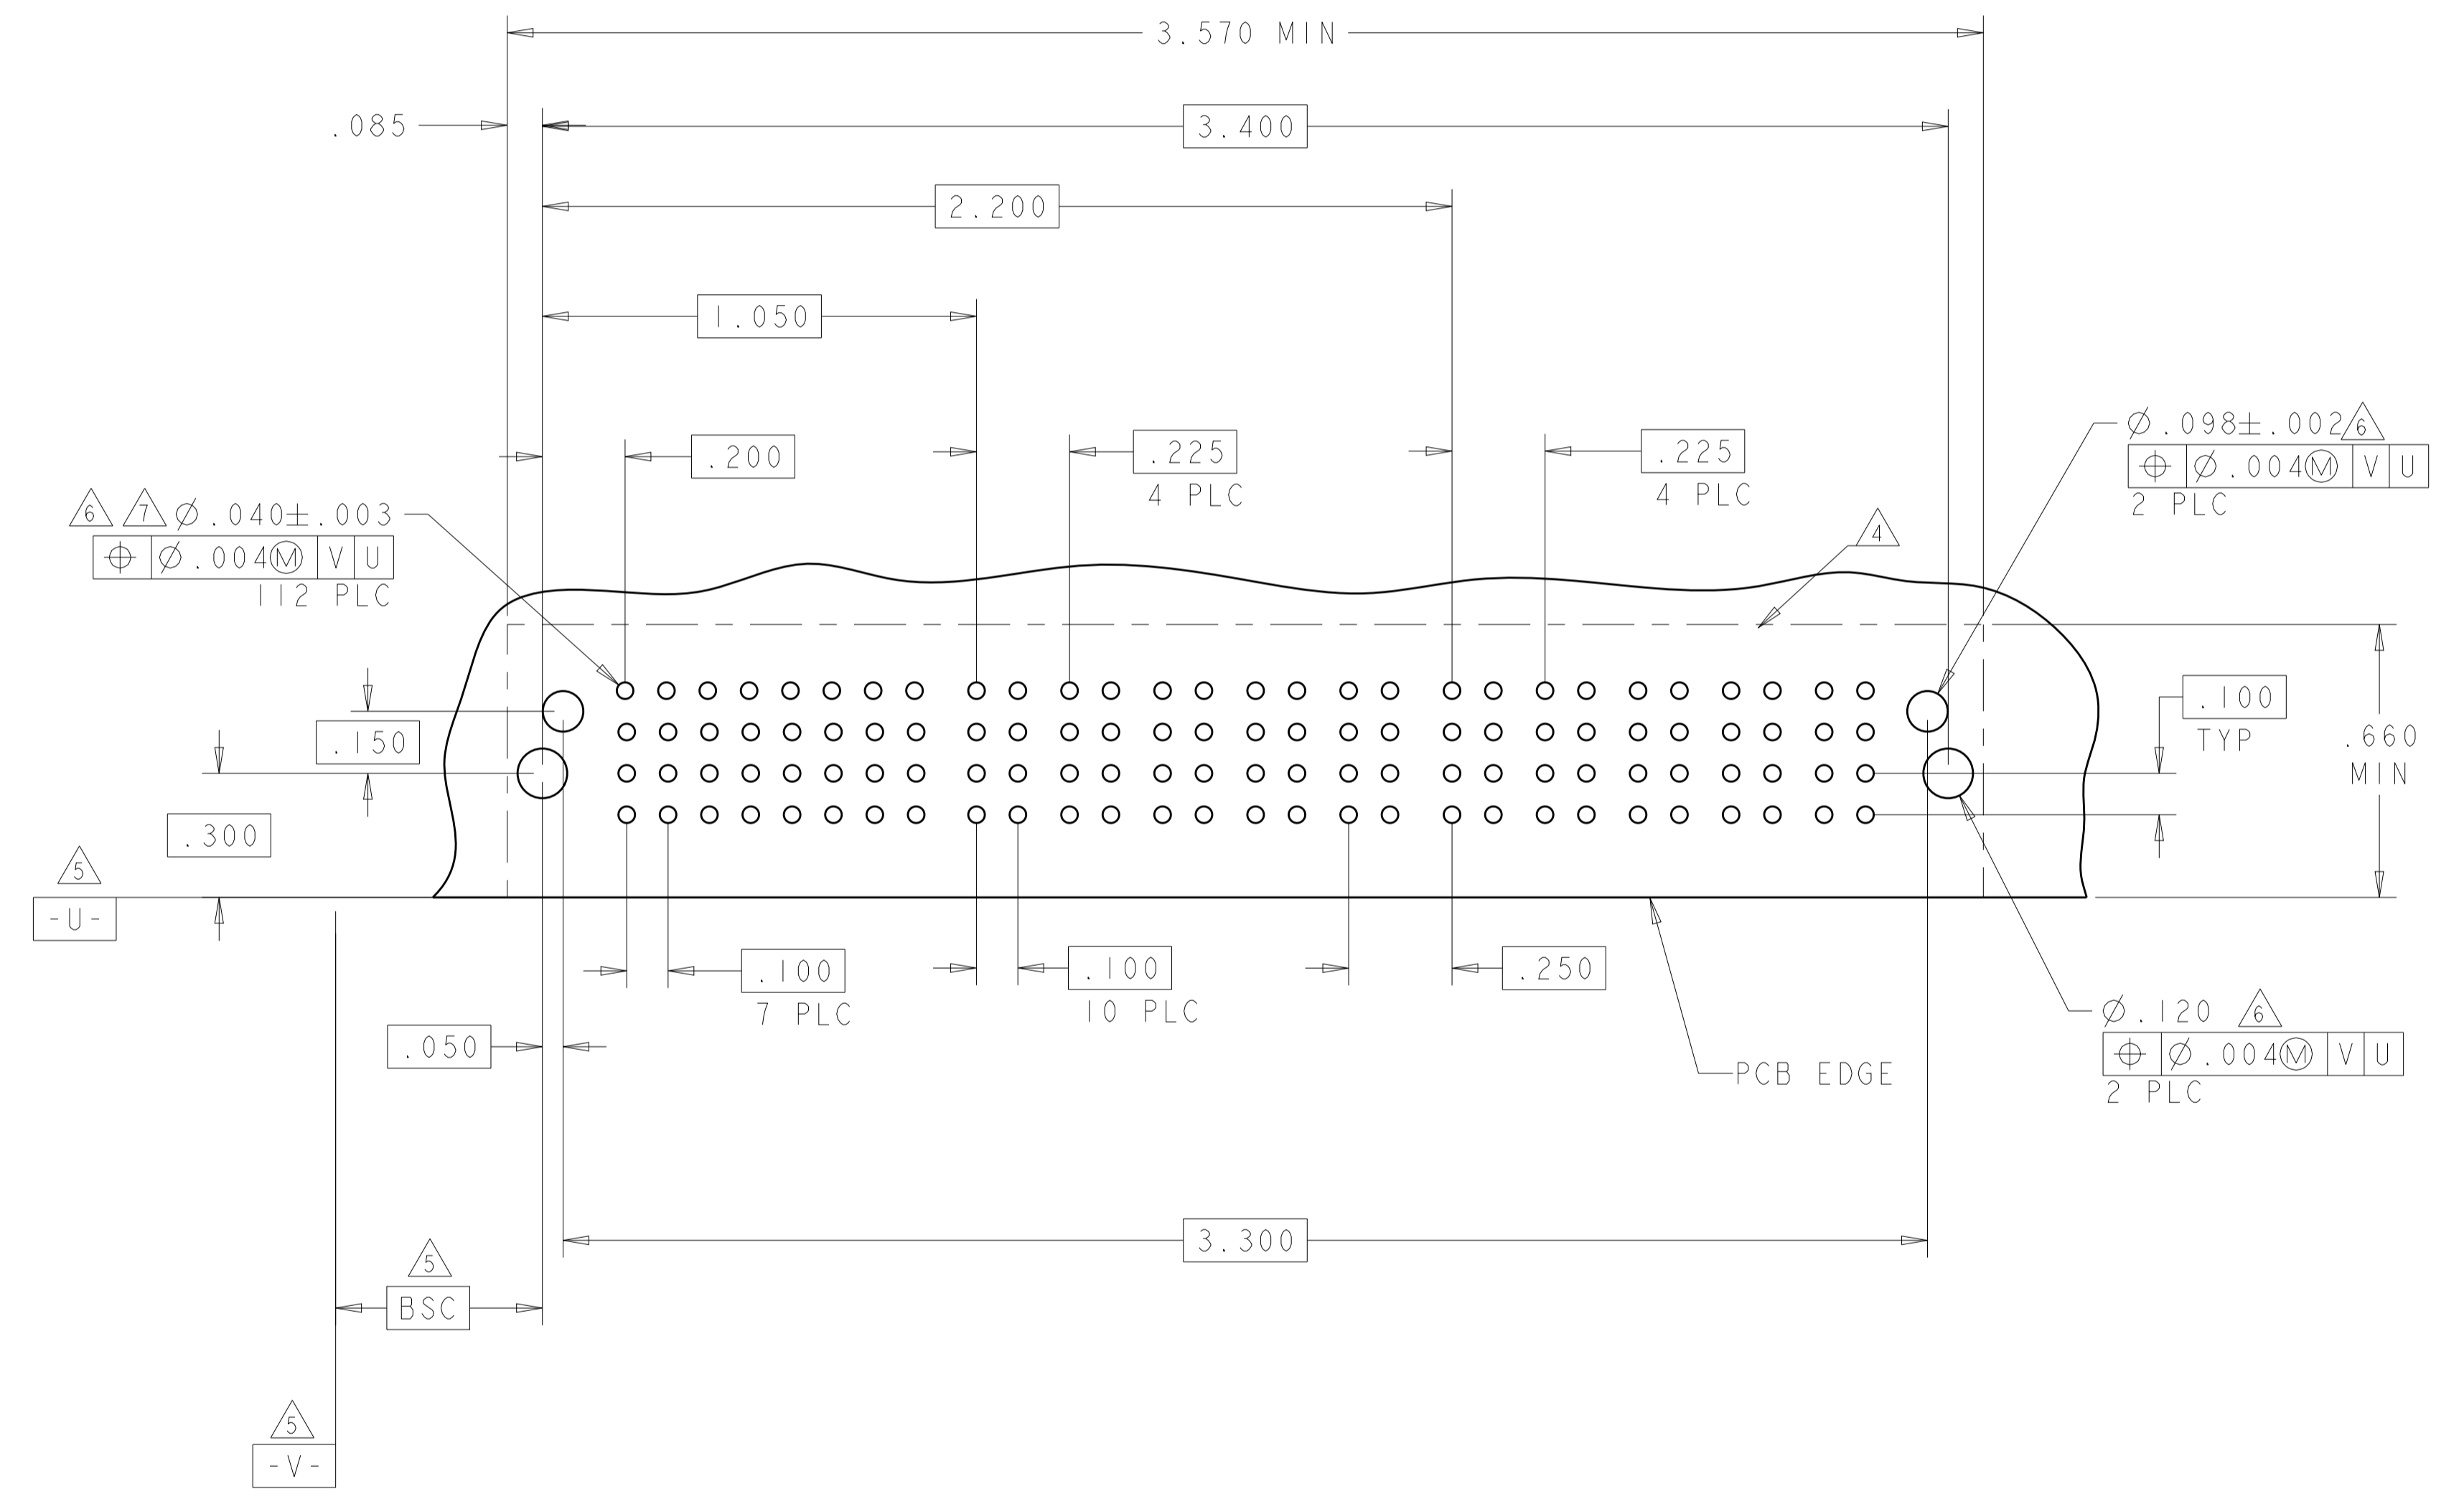 3.570 MIN
.085
3.400
2.200
1.050
.200
.225
4 PLC
.225
4 PLC
Ø.098±.002 6
⌖ Ø.004Ⓜ V U
2 PLC
6 7 Ø.040±.003
⌖ Ø.004Ⓜ V U
112 PLC
4
.100
TYP
.660
MIN
.150
.300
5
-U-
.100
7 PLC
.100
10 PLC
.250
.050
PCB EDGE
Ø.120 6
⌖ Ø.004Ⓜ V U
2 PLC
3.300
5
BSC
5
-V-